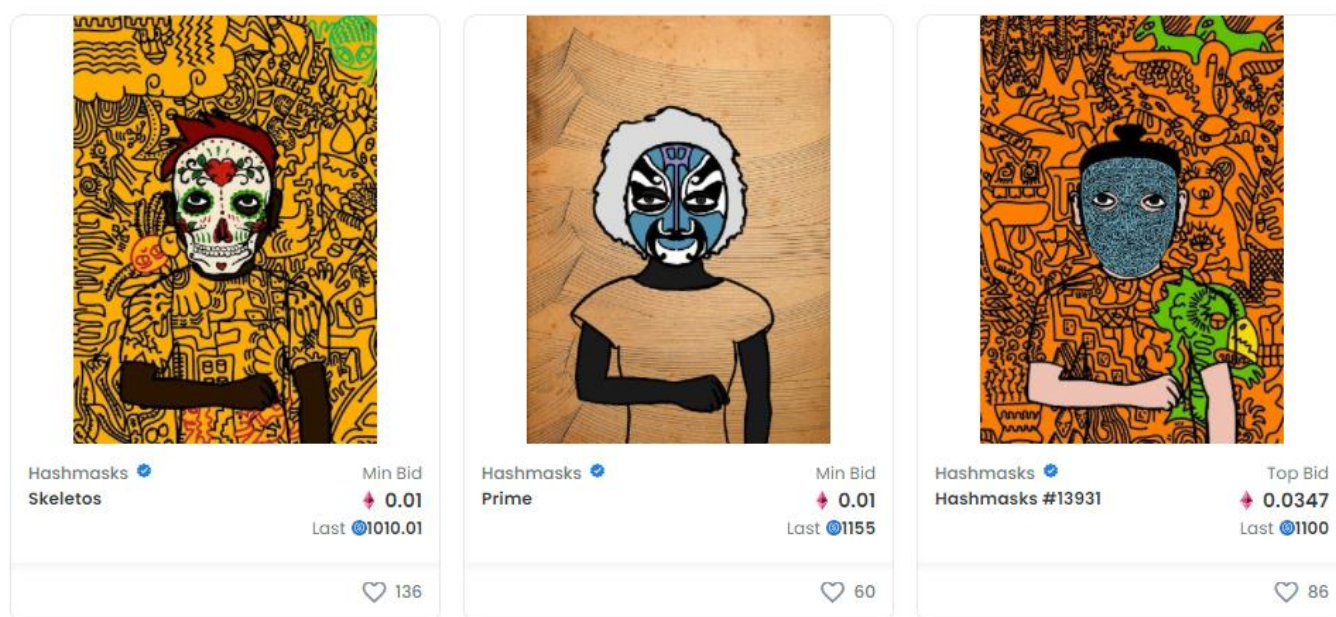 Hashmasks
Min Bid
Skeletos
0.01
Last 1010.01
136
Hashmasks
Min Bid
Prime
0.01
Last 1155
60
Hashmasks
Top Bid
Hashmasks #13931
0.0347
Last 1100
86